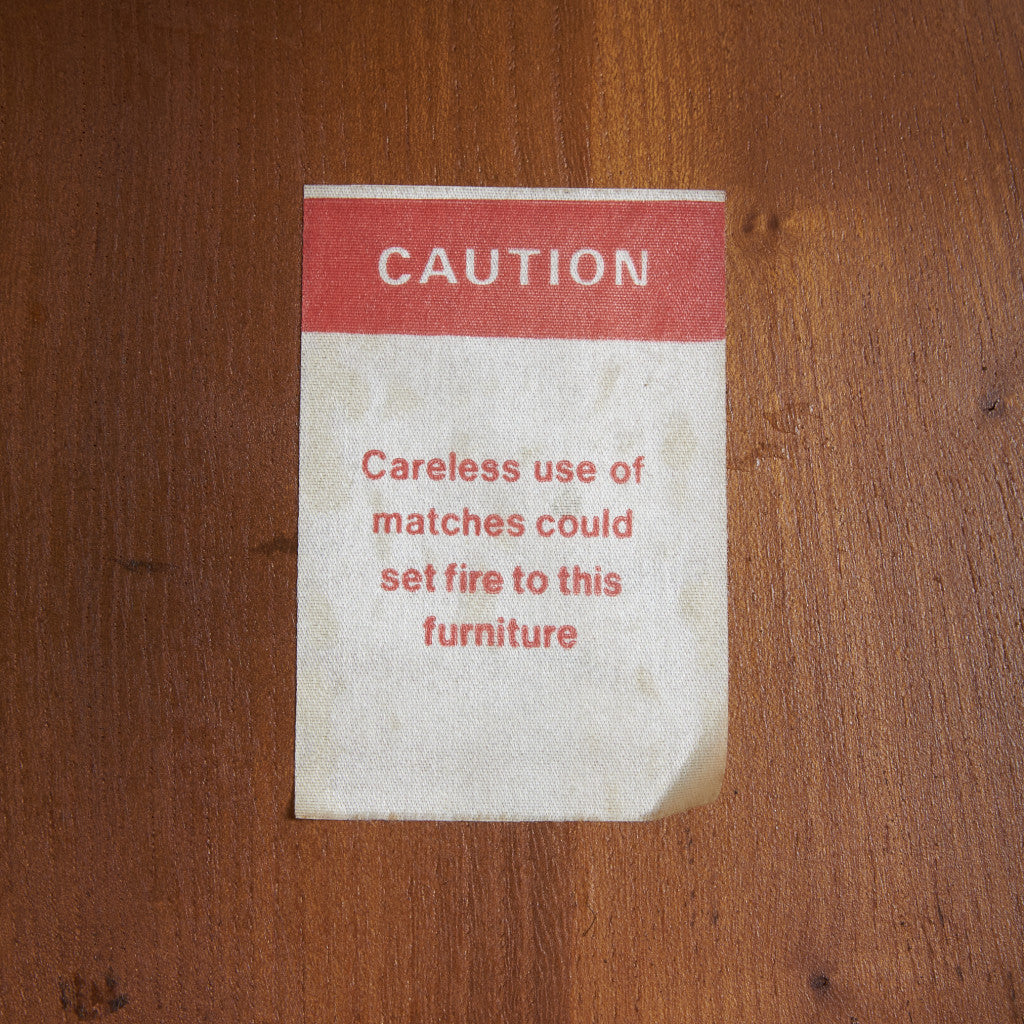 CAUTION
Careless use of
matches could
set fire to this
furniture